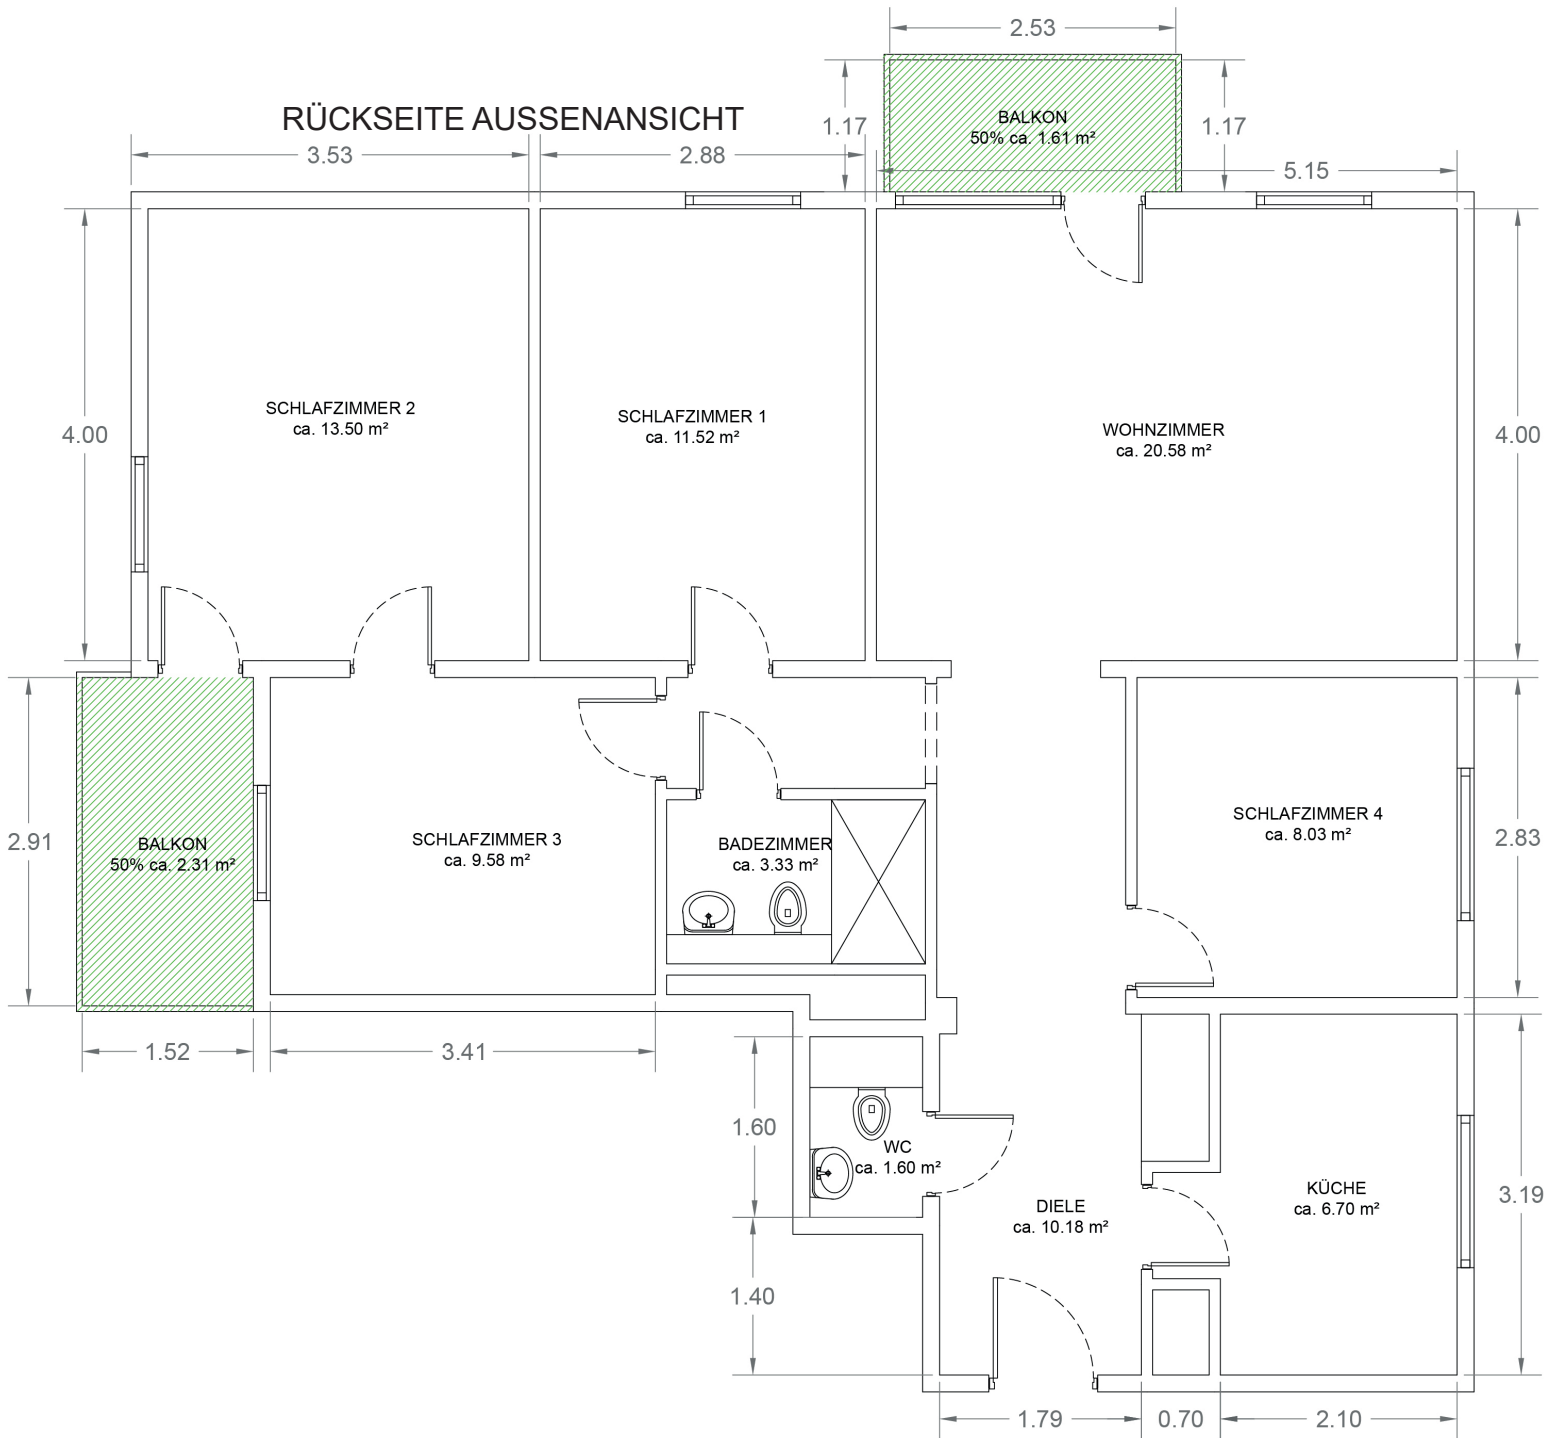 2.53
RÜCKSEITE AUSSENANSICHT
BALKON
50% ca. 1.61 m²
1.17
1.17
3.53
2.88
5.15
SCHLAFZIMMER 2
ca. 13.50 m²
SCHLAFZIMMER 1
ca. 11.52 m²
WOHNZIMMER
ca. 20.58 m²
4.00
4.00
2.91
BALKON
50% ca. 2.31 m²
SCHLAFZIMMER 3
ca. 9.58 m²
BADEZIMMER
ca. 3.33 m²
SCHLAFZIMMER 4
ca. 8.03 m²
2.83
1.52
3.41
1.60
WC
ca. 1.60 m²
DIELE
ca. 10.18 m²
KÜCHE
ca. 6.70 m²
3.19
1.40
1.79
0.70
2.10